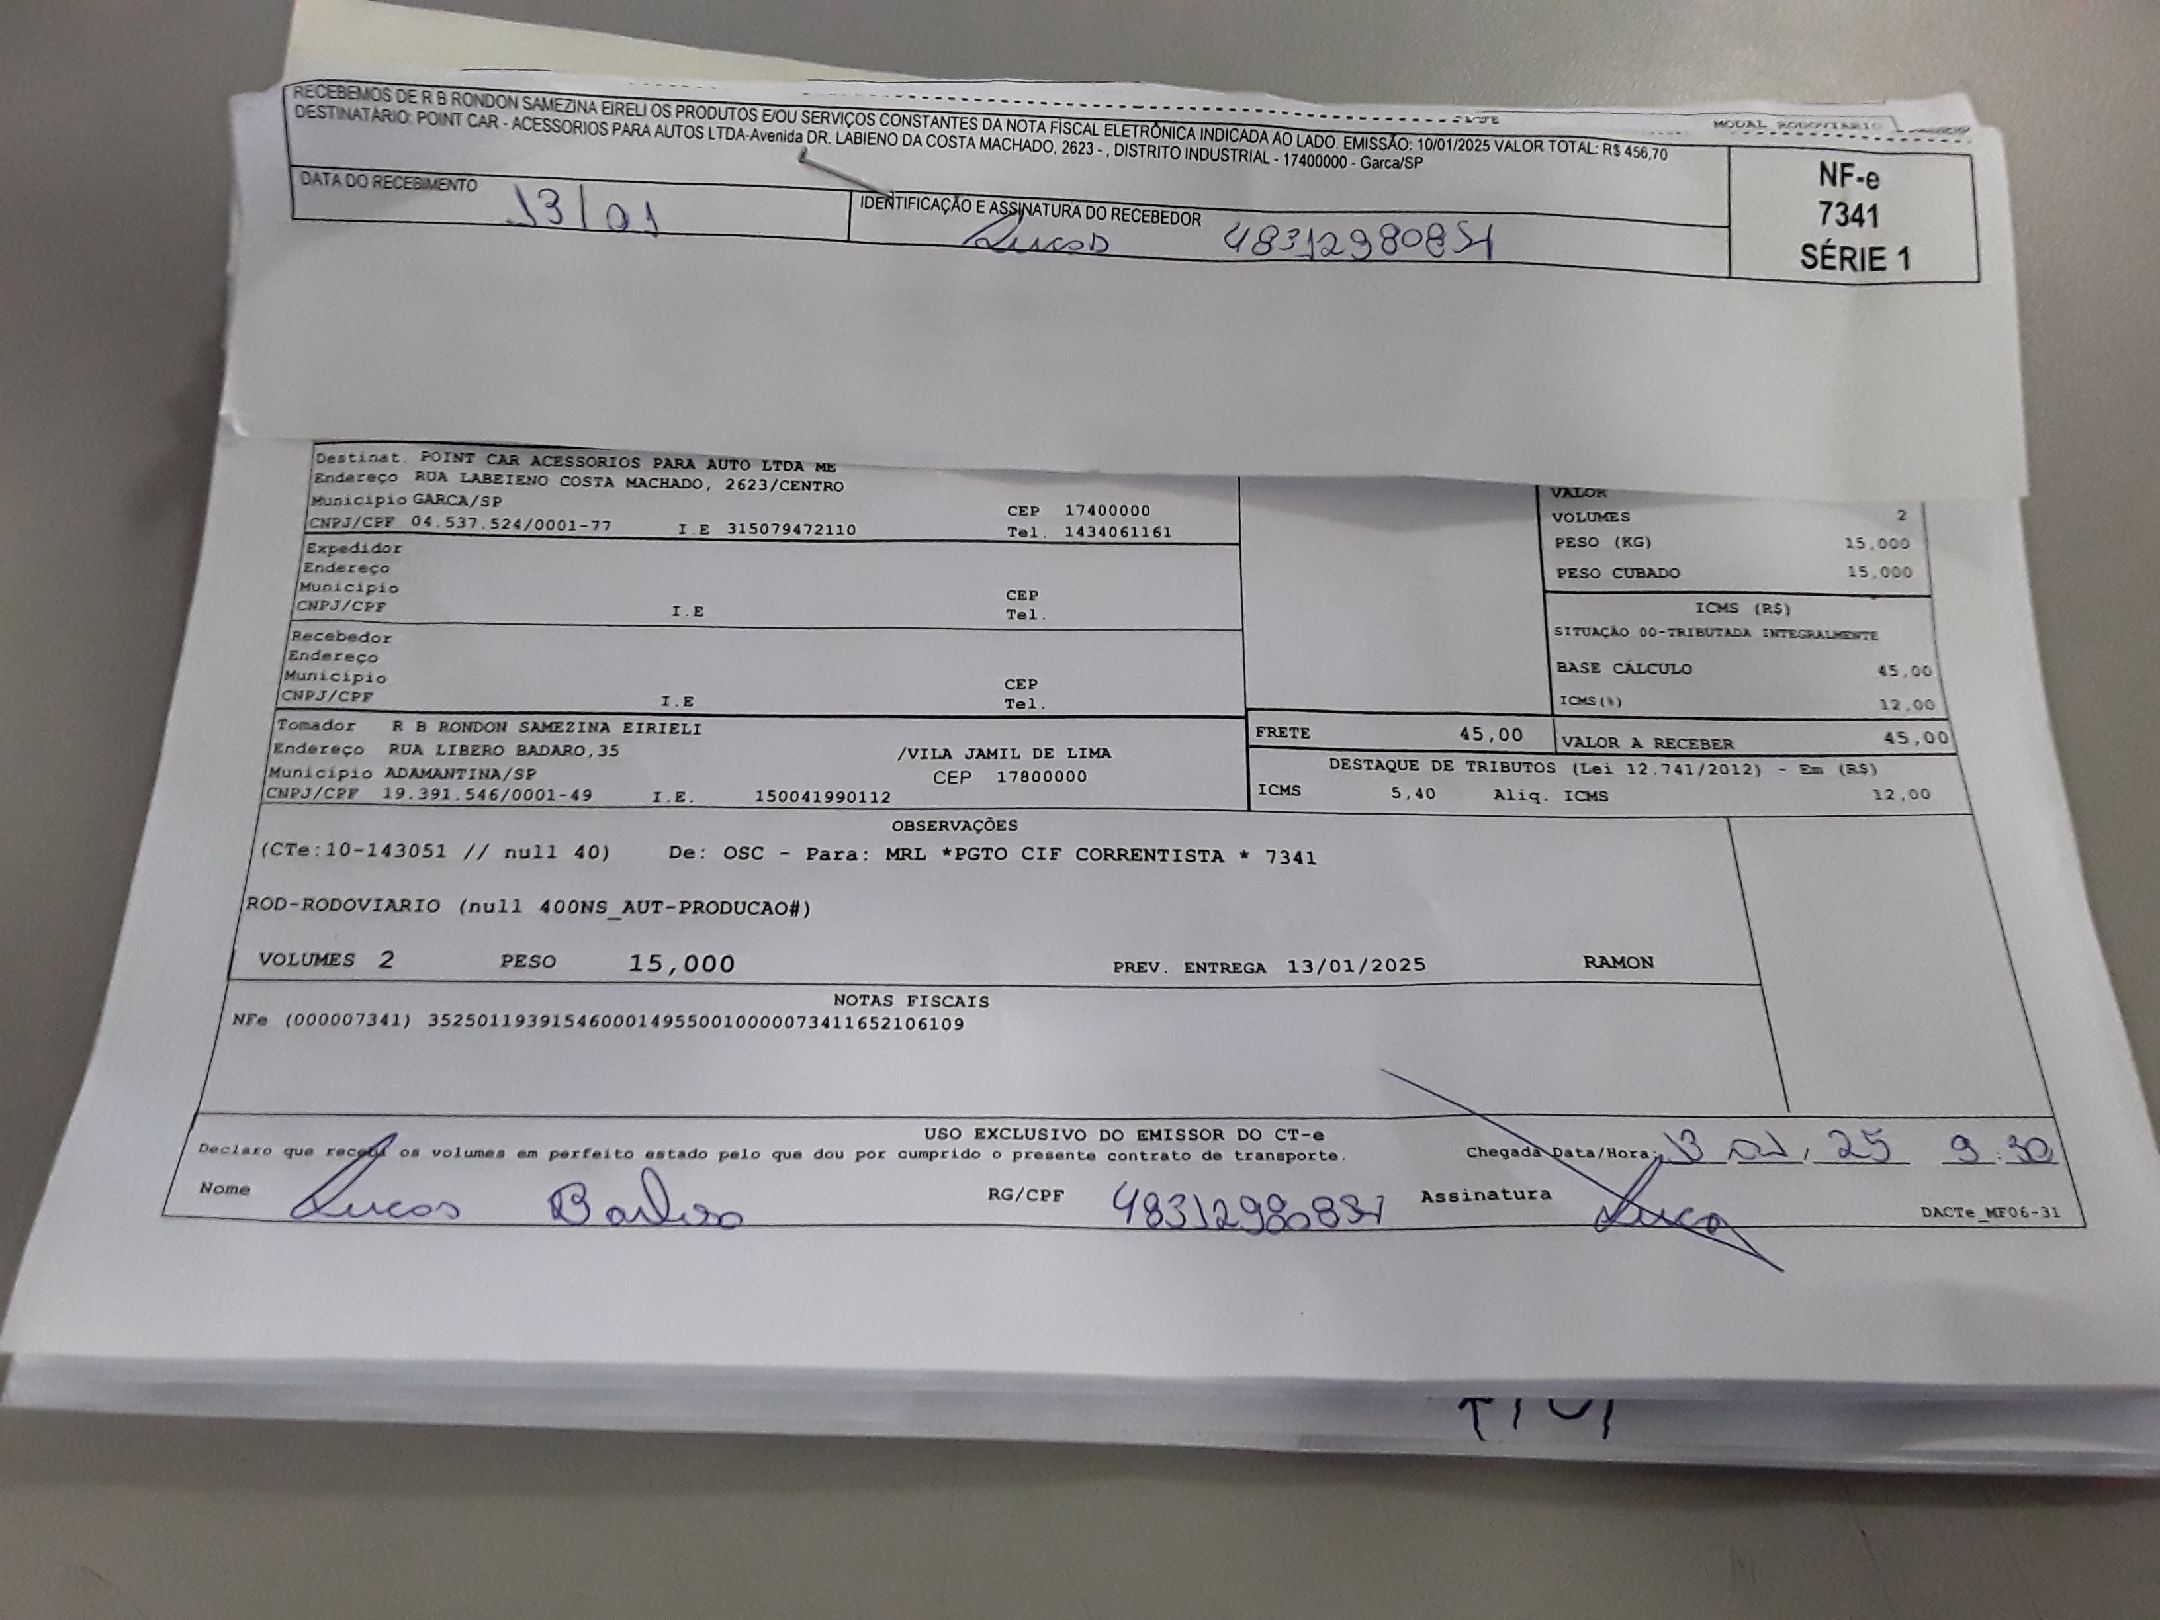 RECEBEMOS DE R B RONDON SAMEZINA EIRELI OS PRODUTOS E/OU SERVIÇOS CONSTANTES DA NOTA FISCAL ELETRÔNICA INDICADA AO LADO. EMISSÃO: 10/01/2025 VALOR TOTAL: R$ 456,70
DESTINATÁRIO: POINT CAR - ACESSORIOS PARA AUTOS LTDA-Avenida DR. LABIENO DA COSTA MACHADO, 2623 - , DISTRITO INDUSTRIAL - 17400000 - Garca/SP
MODAL RODOVIÁRIO
NF-e
7341
SÉRIE 1
DATA DO RECEBIMENTO 13/01
IDENTIFICAÇÃO E ASSINATURA DO RECEBEDOR
Lucas
Destinat. POINT CAR ACESSORIOS PARA AUTO LTDA ME
Endereço RUA LABEIENO COSTA MACHADO, 2623/CENTRO
Município GARCA/SP CEP 17400000
CNPJ/CPF 04.537.524/0001-77 I.E 315079472110 Tel. 1434061161
Expedidor
Endereço
Município CEP
CNPJ/CPF I.E Tel.
Recebedor
Endereço
Município CEP
CNPJ/CPF I.E Tel.
Tomador R B RONDON SAMEZINA EIRIELI
Endereço RUA LIBERO BADARO,35 /VILA JAMIL DE LIMA
Município ADAMANTINA/SP CEP 17800000
CNPJ/CPF 19.391.546/0001-49 I.E. 150041990112
VALOR
VOLUMES 2
PESO (KG) 15,000
PESO CUBADO 15,000
ICMS (R$)
SITUAÇÃO 00-TRIBUTADA INTEGRALMENTE
BASE CÁLCULO 45,00
ICMS(%) 12,00
FRETE 45,00 VALOR A RECEBER 45,00
DESTAQUE DE TRIBUTOS (Lei 12.741/2012) - Em (R$)
ICMS 5,40 Aliq. ICMS 12,00
OBSERVAÇÕES
(CTe:10-143051 // null 40) De: OSC - Para: MRL *PGTO CIF CORRENTISTA * 7341
ROD-RODOVIARIO (null 400NS_AUT-PRODUCAO#)
VOLUMES 2 PESO 15,000 PREV. ENTREGA 13/01/2025 RAMON
NOTAS FISCAIS
NFe (000007341) 35250119391546000149550010000073411652106109
USO EXCLUSIVO DO EMISSOR DO CT-e
Declaro que recebi os volumes em perfeito estado pelo que dou por cumprido o presente contrato de transporte. Chegada Data/Hora: 13 01, 25 9:30
Nome Lucas RG/CPF Assinatura Lucas
DACTe_MF06-31